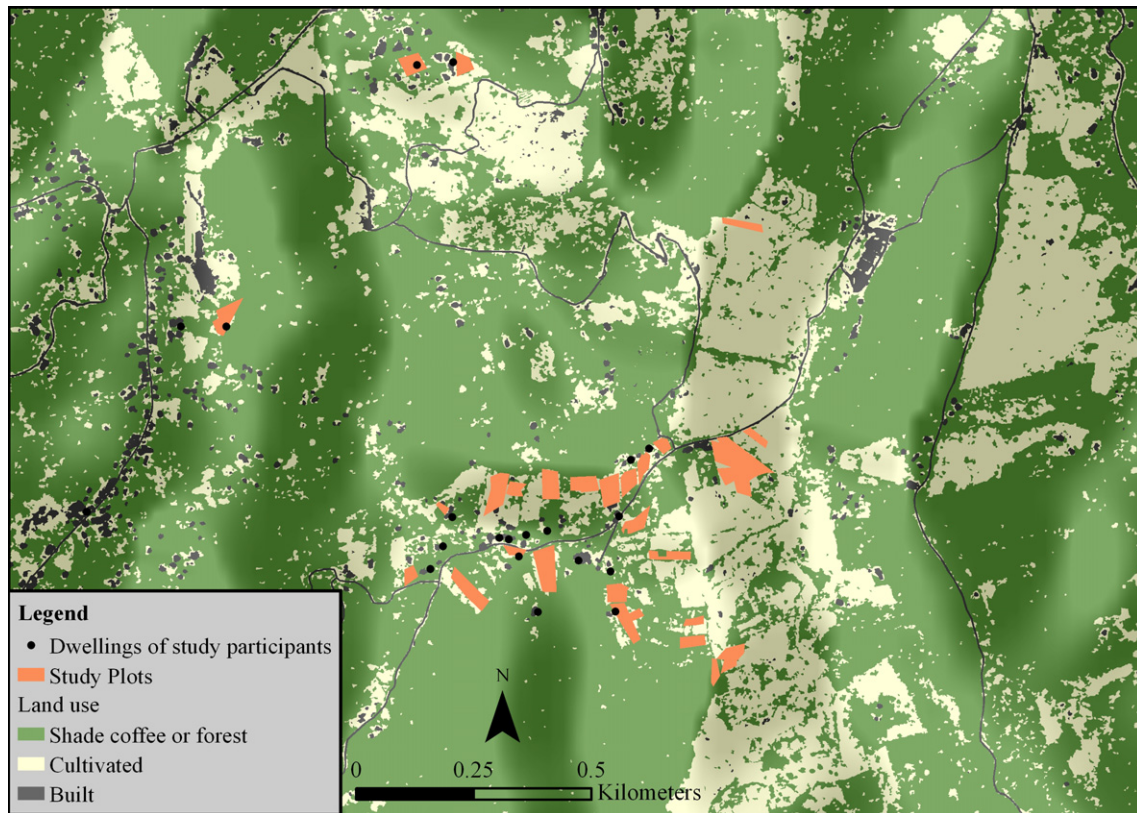 Legend
Dwellings of study participants
Study Plots
Land use
Shade coffee or forest
Cultivated
Built
N
0 0.25 0.5
Kilometers